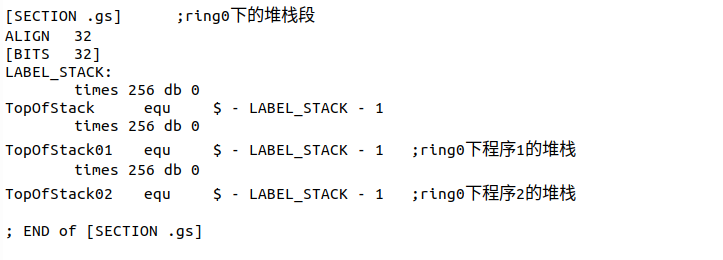 [SECTION .gs]      ;ring0下的堆栈段
ALIGN   32
[BITS   32]
LABEL_STACK:
        times 256 db 0
TopOfStack      equ     $ - LABEL_STACK - 1
        times 256 db 0
TopOfStack01    equ     $ - LABEL_STACK - 1   ;ring0下程序1的堆栈
        times 256 db 0
TopOfStack02    equ     $ - LABEL_STACK - 1   ;ring0下程序2的堆栈
; END of [SECTION .gs]